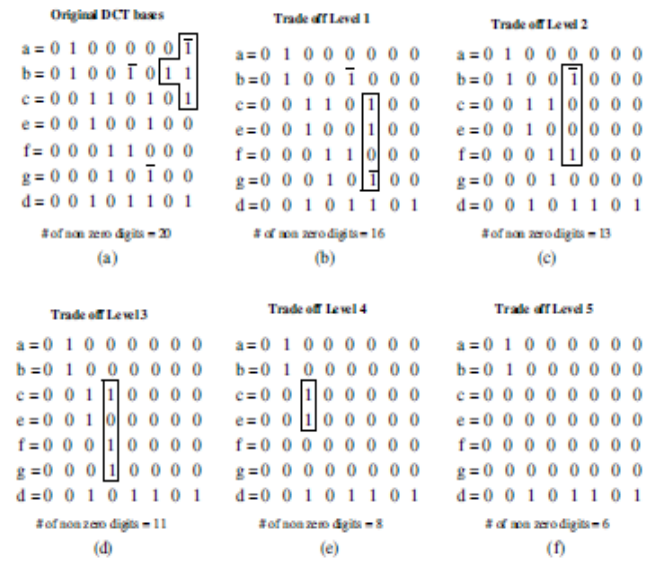 Original DCT bases
a = 0 1 0 0 0 0 0 1̅
b = 0 1 0 0 1̅ 0 1 1
c = 0 0 1 1 0 1 0 1
e = 0 0 1 0 0 1 0 0
f = 0 0 0 1 1 0 0 0
g = 0 0 0 1 0 1̅ 0 0
d = 0 0 1 0 1 1 0 1
# of non zero digits = 20
(a)
Trade off Level 1
a = 0 1 0 0 0 0 0 0
b = 0 1 0 0 1̅ 0 0 0
c = 0 0 1 1 0 1 0 0
e = 0 0 1 0 0 1 0 0
f = 0 0 0 1 1 0 0 0
g = 0 0 0 1 0 1̅ 0 0
d = 0 0 1 0 1 1 0 1
# of non zero digits = 16
(b)
Trade off Level 2
a = 0 1 0 0 0 0 0 0
b = 0 1 0 0 1̅ 0 0 0
c = 0 0 1 1 0 0 0 0
e = 0 0 1 0 0 0 0 0
f = 0 0 0 1 1 0 0 0
g = 0 0 0 1 0 0 0 0
d = 0 0 1 0 1 1 0 1
# of non zero digits = 13
(c)
Trade off Level 3
a = 0 1 0 0 0 0 0 0
b = 0 1 0 0 0 0 0 0
c = 0 0 1 1 0 0 0 0
e = 0 0 1 0 0 0 0 0
f = 0 0 0 1 0 0 0 0
g = 0 0 0 1 0 0 0 0
d = 0 0 1 0 1 1 0 1
# of non zero digits = 11
(d)
Trade off Level 4
a = 0 1 0 0 0 0 0 0
b = 0 1 0 0 0 0 0 0
c = 0 0 1 0 0 0 0 0
e = 0 0 1 0 0 0 0 0
f = 0 0 0 0 0 0 0 0
g = 0 0 0 0 0 0 0 0
d = 0 0 1 0 1 1 0 1
# of non zero digits = 8
(e)
Trade off Level 5
a = 0 1 0 0 0 0 0 0
b = 0 1 0 0 0 0 0 0
c = 0 0 0 0 0 0 0 0
e = 0 0 0 0 0 0 0 0
f = 0 0 0 0 0 0 0 0
g = 0 0 0 0 0 0 0 0
d = 0 0 1 0 1 1 0 1
# of non zero digits = 6
(f)